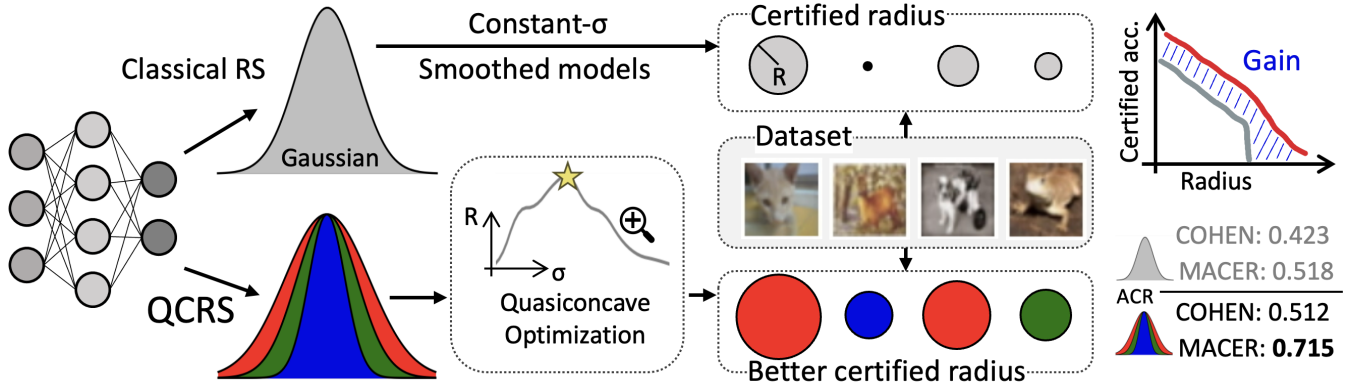 Classical RS
Gaussian
QCRS
Constant-σ
Smoothed models
R
σ
Quasiconcave
Optimization
Certified radius
R
Dataset
Better certified radius
Certified acc.
Gain
Radius
COHEN: 0.423
MACER: 0.518
ACR
COHEN: 0.512
MACER: 0.715